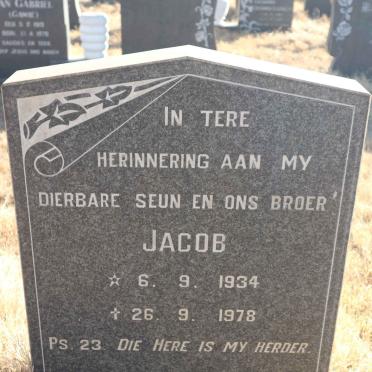 IN TERE
HERINNERING AAN MY
DIERBARE SEUN EN ONS BROER
JACOB
☆ 6. 9. 1934
✝ 26. 9. 1978
PS. 23. DIE HERE IS MY HERDER.
GABRIEL